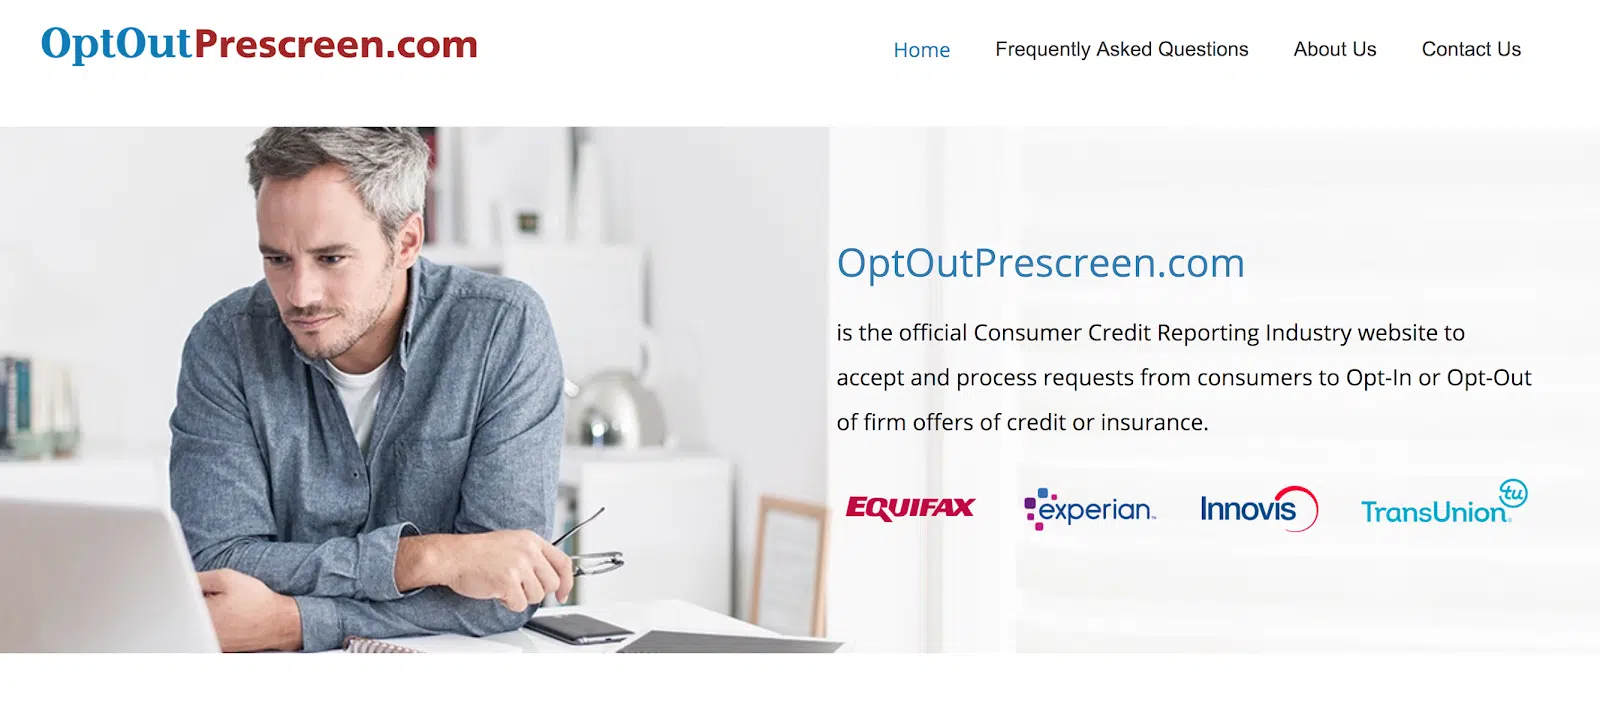 OptOutPrescreen.com
Home Frequently Asked Questions About Us Contact Us
OptOutPrescreen.com
is the official Consumer Credit Reporting Industry website to
accept and process requests from consumers to Opt-In or Opt-Out
of firm offers of credit or insurance.
EQUIFAX experian™ Innovis TransUnion® tu